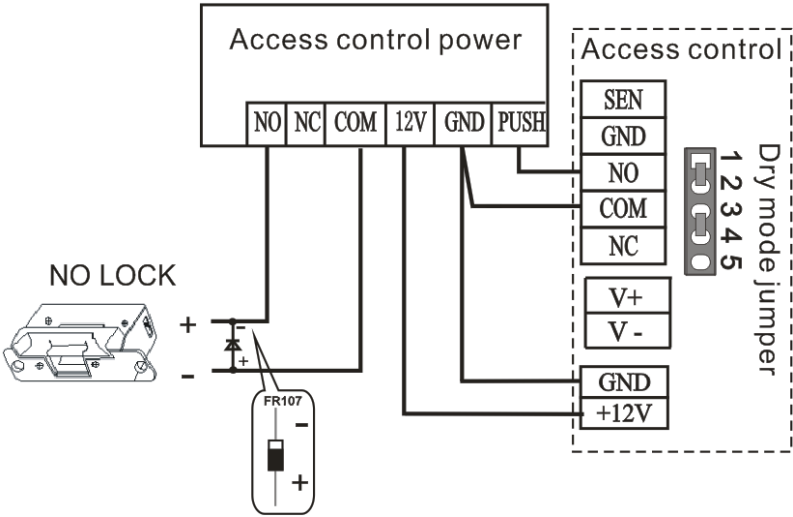 Access control power
NO NC COM 12V GND PUSH
Access control
SEN
GND
NO
COM
NC
V+
V -
GND
+12V
1 2 3 4 5
Dry mode jumper
NO LOCK
+
-
-
+
FR107
-
+